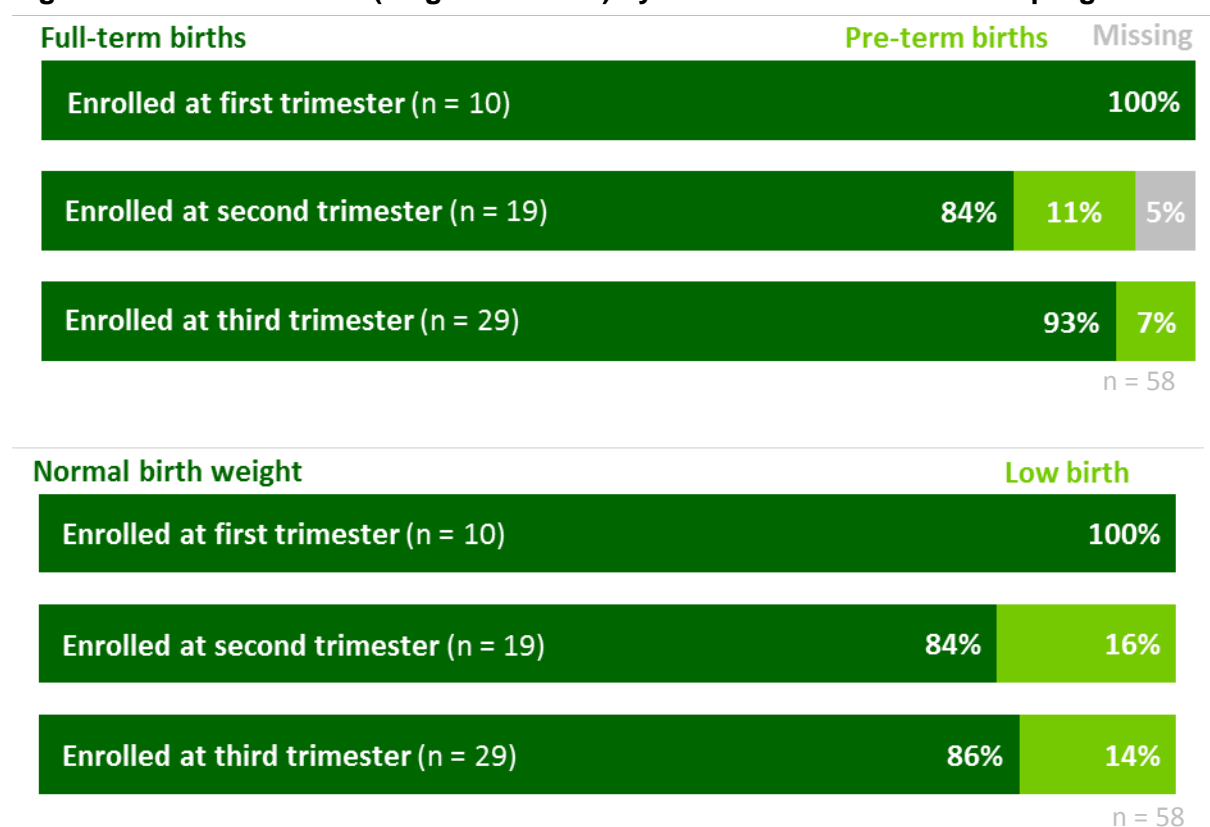 Full-term births Pre-term births Missing
Enrolled at first trimester (n = 10) 100%
Enrolled at second trimester (n = 19) 84% 11% 5%
Enrolled at third trimester (n = 29) 93% 7%
n = 58
Normal birth weight Low birth
Enrolled at first trimester (n = 10) 100%
Enrolled at second trimester (n = 19) 84% 16%
Enrolled at third trimester (n = 29) 86% 14%
n = 58